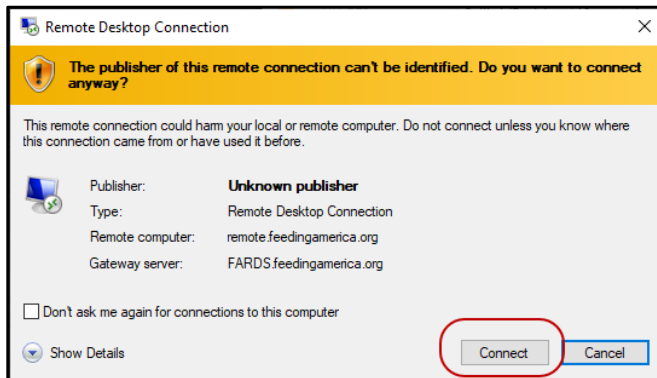 Remote Desktop Connection
The publisher of this remote connection can't be identified. Do you want to connect
anyway?
This remote connection could harm your local or remote computer. Do not connect unless you know where
this connection came from or have used it before.
Publisher: Unknown publisher
Type: Remote Desktop Connection
Remote computer: remote.feedingamerica.org
Gateway server: FARDS.feedingamerica.org
Don't ask me again for connections to this computer
Show Details Connect Cancel